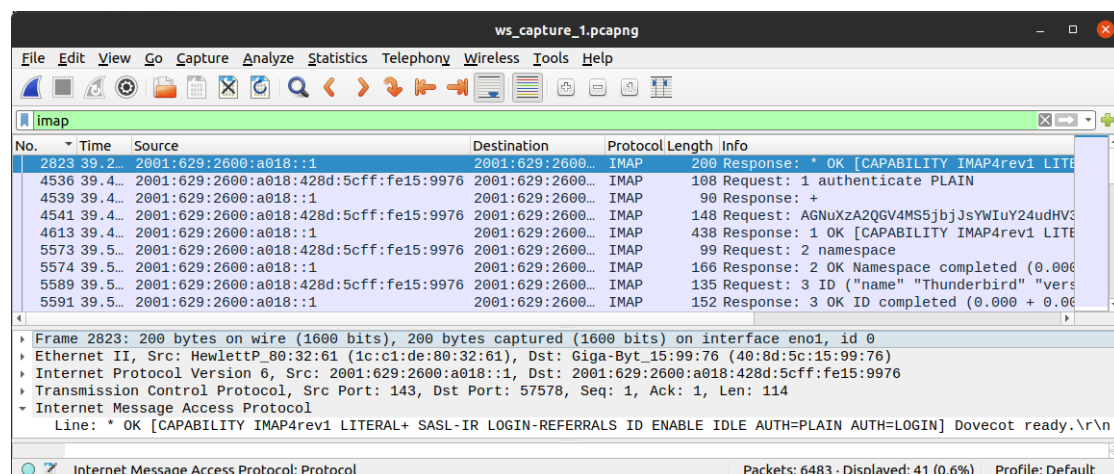 ws_capture_1.pcapng
File Edit View Go Capture Analyze Statistics Telephony Wireless Tools Help
imap
No. Time Source Destination Protocol Length Info
2823 39.2… 2001:629:2600:a018::1 2001:629:2600… IMAP 200 Response: * OK [CAPABILITY IMAP4rev1 LITE
4536 39.4… 2001:629:2600:a018:428d:5cff:fe15:9976 2001:629:2600… IMAP 108 Request: 1 authenticate PLAIN
4539 39.4… 2001:629:2600:a018::1 2001:629:2600… IMAP 90 Response: +
4541 39.4… 2001:629:2600:a018:428d:5cff:fe15:9976 2001:629:2600… IMAP 148 Request: AGNuXzA2QGV4MS5jbjJsYWIuY24udHV3
4613 39.4… 2001:629:2600:a018::1 2001:629:2600… IMAP 438 Response: 1 OK [CAPABILITY IMAP4rev1 LITE
5573 39.5… 2001:629:2600:a018:428d:5cff:fe15:9976 2001:629:2600… IMAP 99 Request: 2 namespace
5574 39.5… 2001:629:2600:a018::1 2001:629:2600… IMAP 166 Response: 2 OK Namespace completed (0.000
5589 39.5… 2001:629:2600:a018:428d:5cff:fe15:9976 2001:629:2600… IMAP 135 Request: 3 ID ("name" "Thunderbird" "vers
5591 39.5… 2001:629:2600:a018::1 2001:629:2600… IMAP 152 Response: 3 OK ID completed (0.000 + 0.00
Frame 2823: 200 bytes on wire (1600 bits), 200 bytes captured (1600 bits) on interface eno1, id 0
Ethernet II, Src: HewlettP_80:32:61 (1c:c1:de:80:32:61), Dst: Giga-Byt_15:99:76 (40:8d:5c:15:99:76)
Internet Protocol Version 6, Src: 2001:629:2600:a018::1, Dst: 2001:629:2600:a018:428d:5cff:fe15:9976
Transmission Control Protocol, Src Port: 143, Dst Port: 57578, Seq: 1, Ack: 1, Len: 114
Internet Message Access Protocol
Line: * OK [CAPABILITY IMAP4rev1 LITERAL+ SASL-IR LOGIN-REFERRALS ID ENABLE IDLE AUTH=PLAIN AUTH=LOGIN] Dovecot ready.\r\n
Internet Message Access Protocol: Protocol Packets: 6483 · Displayed: 41 (0.6%) Profile: Default